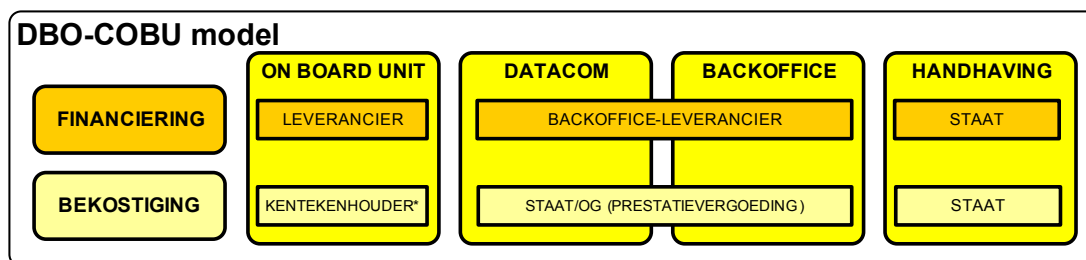 DBO-COBU model
ON BOARD UNIT
DATACOM
BACKOFFICE
HANDHAVING
FINANCIERING
LEVERANCIER
BACKOFFICE-LEVERANCIER
STAAT
BEKOSTIGING
KENTEKENHOUDER*
STAAT/OG (PRESTATIEVERGOEDING)
STAAT